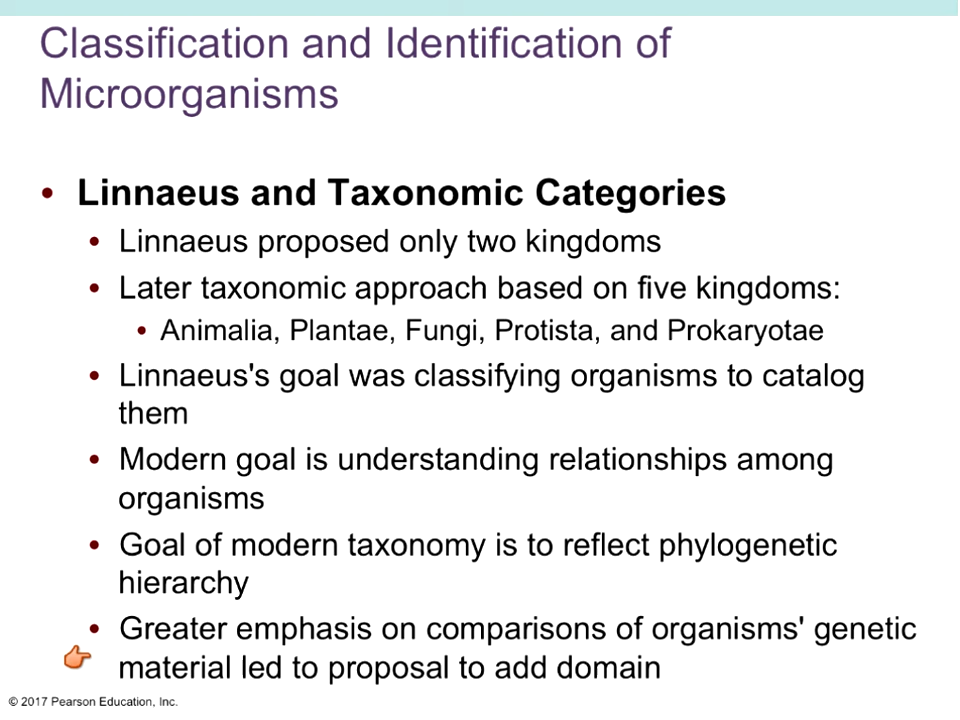 Classification and Identification of
Microorganisms
• Linnaeus and Taxonomic Categories
• Linnaeus proposed only two kingdoms
• Later taxonomic approach based on five kingdoms:
• Animalia, Plantae, Fungi, Protista, and Prokaryotae
• Linnaeus's goal was classifying organisms to catalog
them
• Modern goal is understanding relationships among
organisms
• Goal of modern taxonomy is to reflect phylogenetic
hierarchy
• Greater emphasis on comparisons of organisms' genetic
material led to proposal to add domain
© 2017 Pearson Education, Inc.